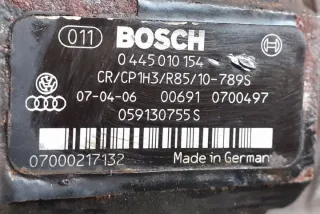 011 BOSCH
0 445 010 154
CR/CP1H3/R85/10-789S
07-04-06 00691 0700497
059130755S
07000217132 Made in Germany